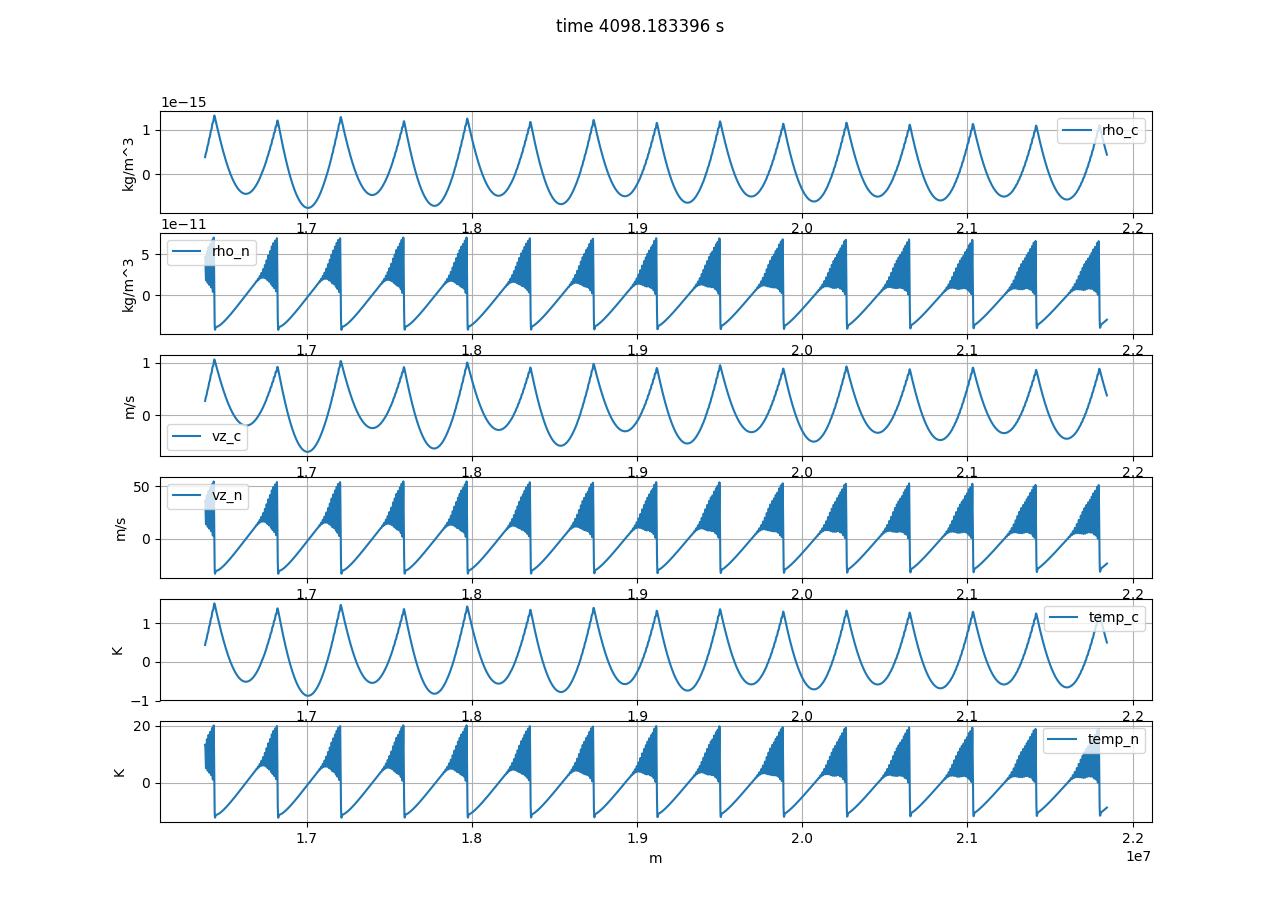 time 4098.183396 s
1e−15
1
0
kg/m^3
rho_c
1.7 1.8 1.9 2.0 2.1 2.2
1e−11
5
0
kg/m^3
rho_n
1.7 1.8 1.9 2.0 2.1 2.2
1
0
m/s
vz_c
1.7 1.8 1.9 2.0 2.1 2.2
50
0
m/s
vz_n
1.7 1.8 1.9 2.0 2.1 2.2
1
0
−1
K
temp_c
1.7 1.8 1.9 2.0 2.1 2.2
20
0
K
temp_n
1.7 1.8 1.9 2.0 2.1 2.2
m
1e7